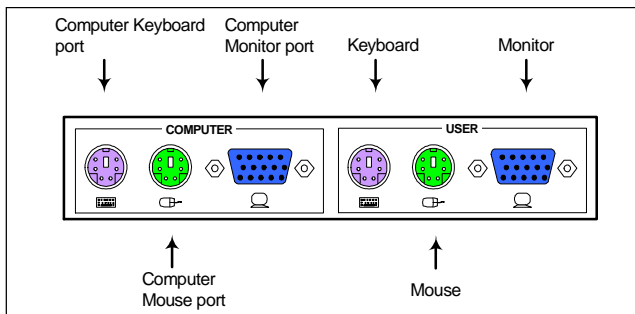 Computer Keyboard
port
Computer
Monitor port
Keyboard
Monitor
COMPUTER
USER
Computer
Mouse port
Mouse